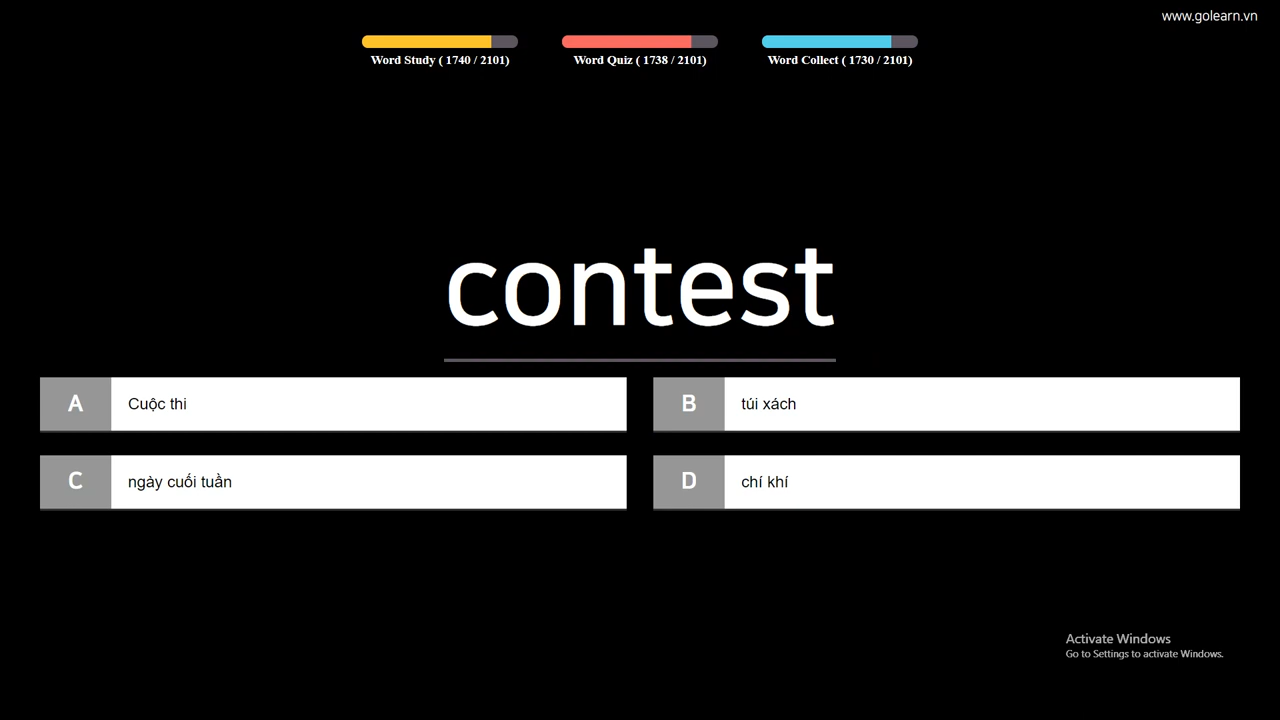 www.golearn.vn
Word Study ( 1740 / 2101)
Word Quiz ( 1738 / 2101)
Word Collect ( 1730 / 2101)
contest
A Cuộc thi
B túi xách
C ngày cuối tuần
D chí khí
Activate Windows
Go to Settings to activate Windows.